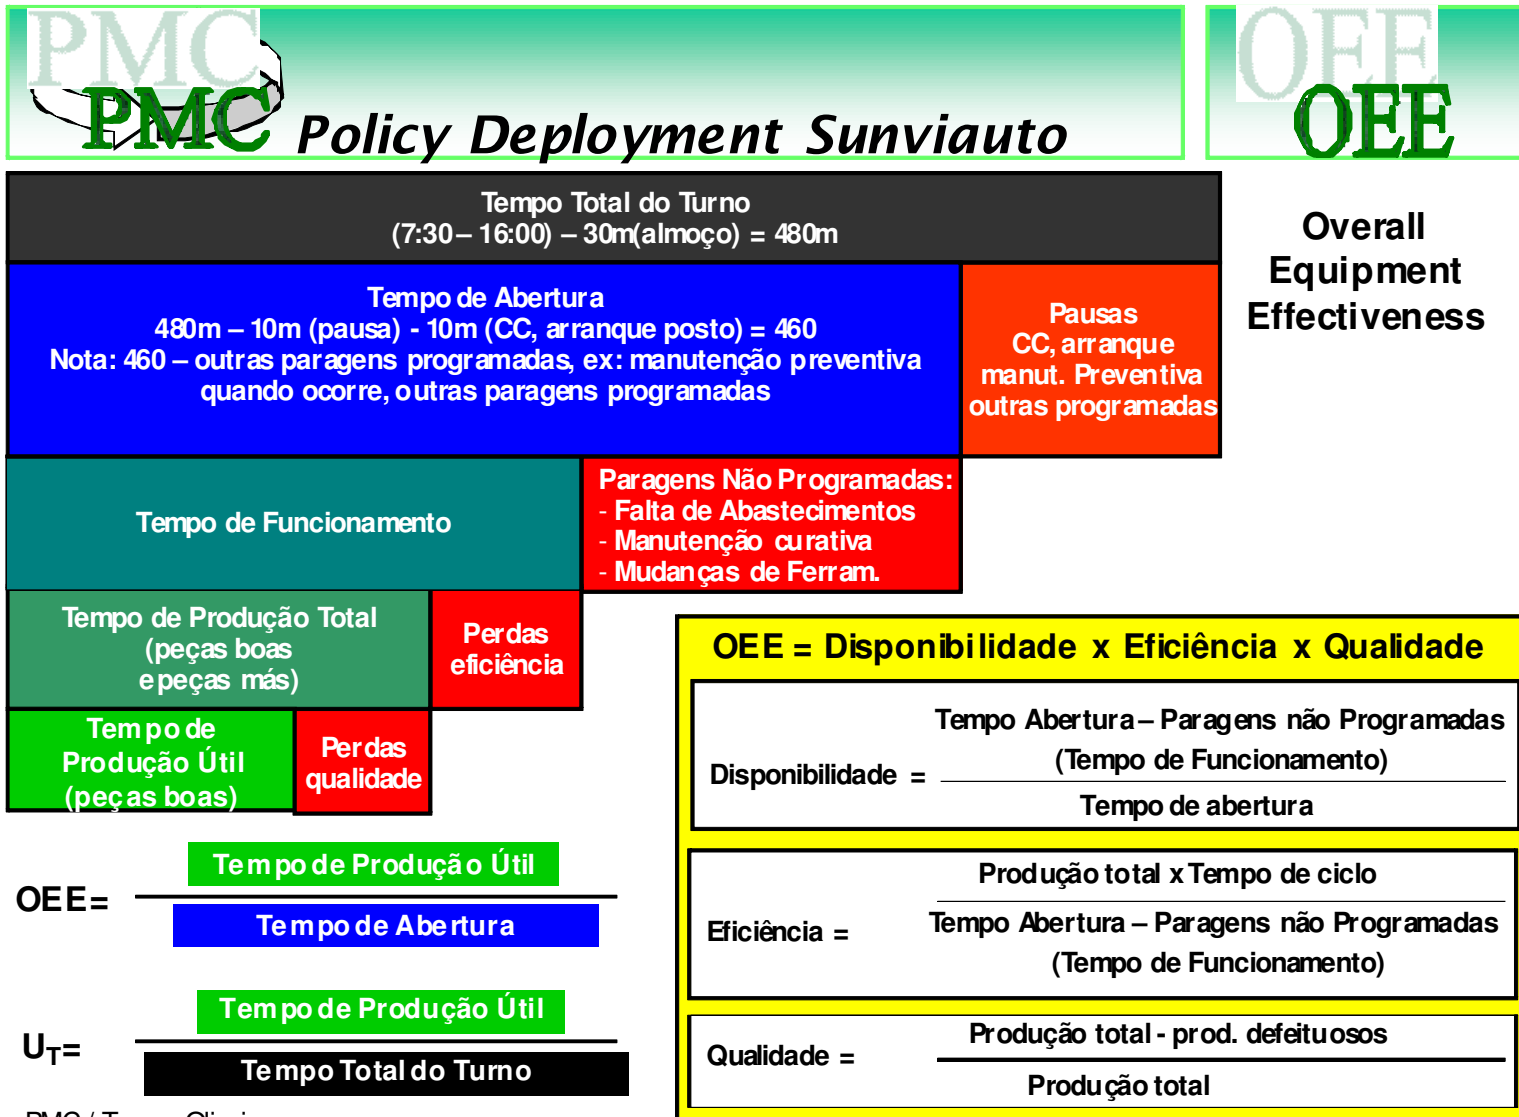 PMC
PMC Policy Deployment Sunviauto
OEE
OEE
Tempo Total do Turno
(7:30 – 16:00) – 30m(almoço) = 480m
Overall
Equipment
Effectiveness
Tempo de Abertura
480m – 10m (pausa) - 10m (CC, arranque posto) = 460
Nota: 460 – outras paragens programadas, ex: manutenção preventiva
quando ocorre, outras paragens programadas
Pausas
CC, arranque
manut. Preventiva
outras programadas
Tempo de Funcionamento
Paragens Não Programadas:
- Falta de Abastecimentos
- Manutenção curativa
- Mudanças de Ferram.
Tempo de Produção Total
(peças boas
e peças más)
Perdas
eficiência
Tempo de
Produção Útil
(peças boas)
Perdas
qualidade
OEE=
Tempo de Produção Útil
Tempo de Abertura
U_T=
Tempo de Produção Útil
Tempo Total do Turno
OEE = Disponibilidade x Eficiência x Qualidade
Disponibilidade =
Tempo Abertura – Paragens não Programadas
(Tempo de Funcionamento)
Tempo de abertura
Eficiência =
Produção total x Tempo de ciclo
Tempo Abertura – Paragens não Programadas
(Tempo de Funcionamento)
Qualidade =
Produção total - prod. defeituosos
Produção total
PMC /